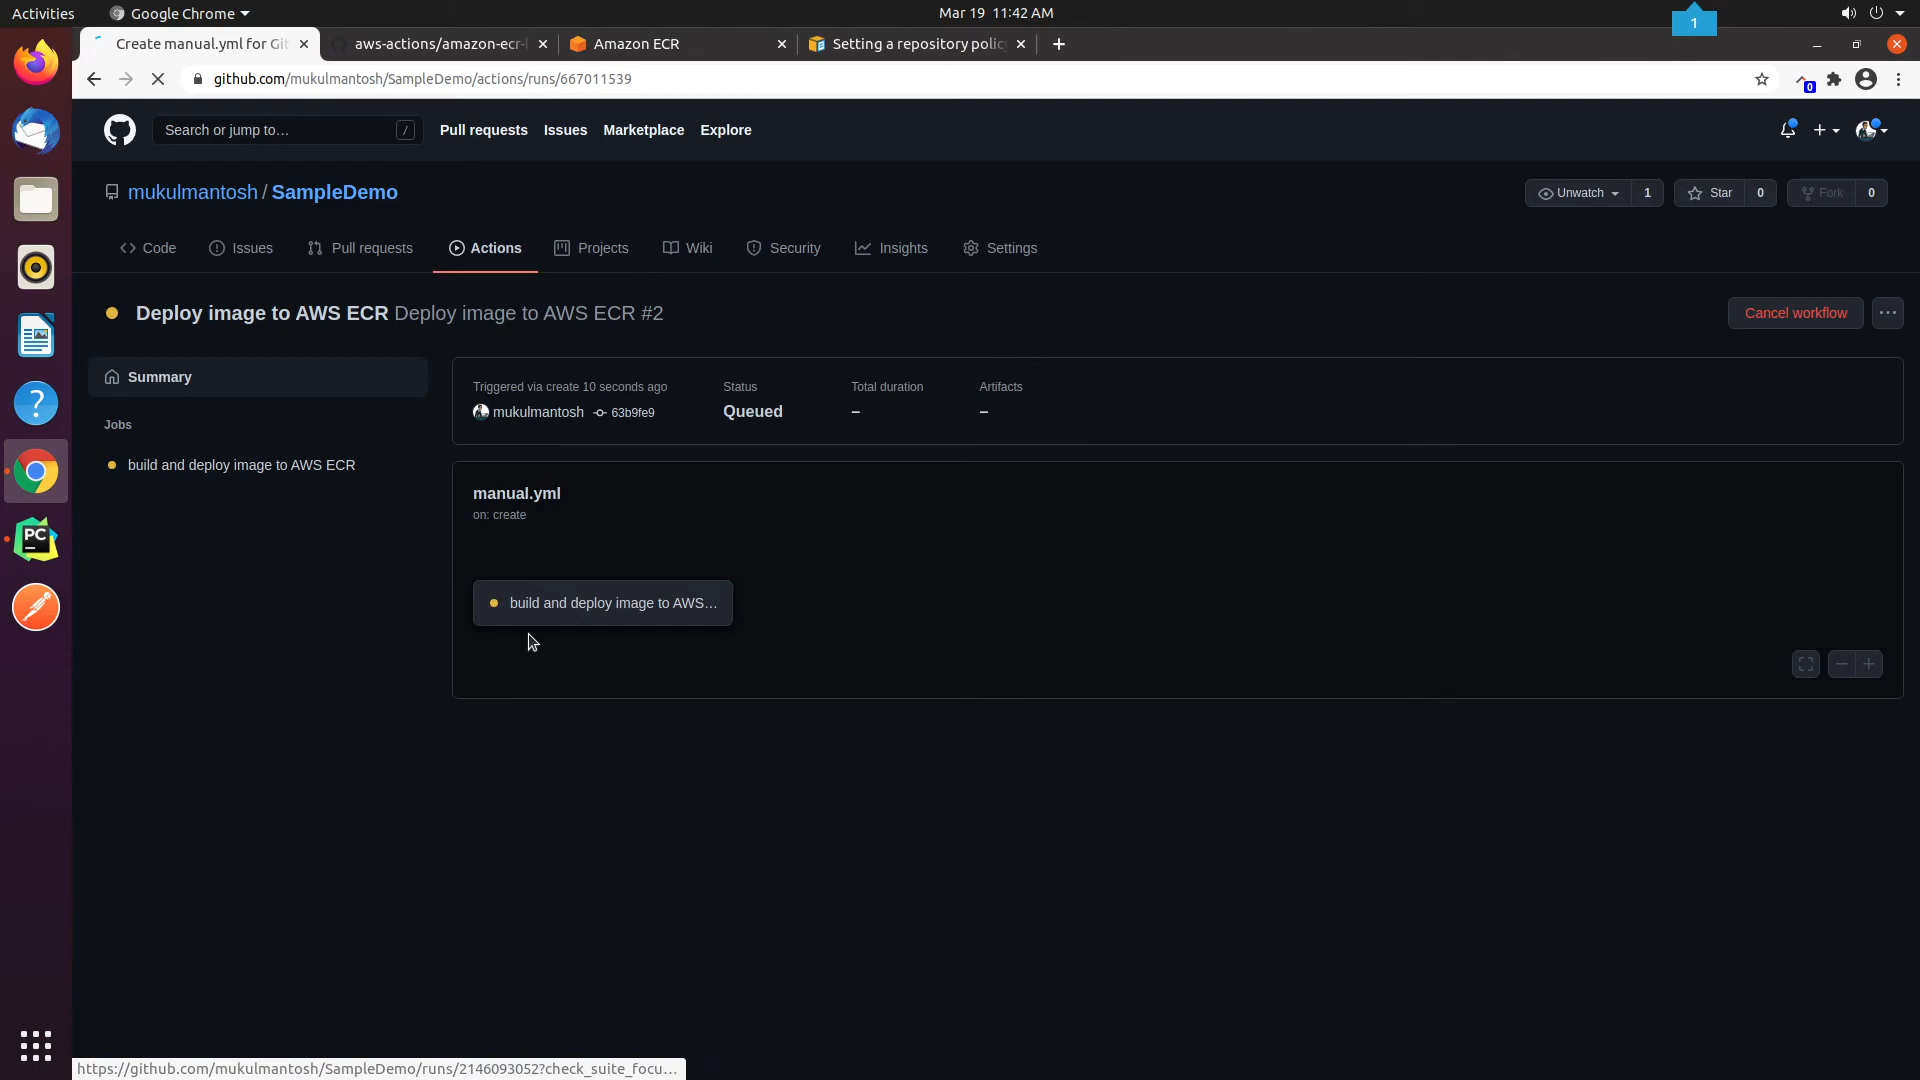 Activities
Google Chrome
Mar 19 11:42 AM
1
Create manual.yml for Git
aws-actions/amazon-ecr-l
Amazon ECR
Setting a repository polic
github.com/mukulmantosh/SampleDemo/actions/runs/667011539
0
Search or jump to…
/
Pull requests
Issues
Marketplace
Explore
mukulmantosh / SampleDemo
Unwatch
1
Star
0
Fork
0
Code
Issues
Pull requests
Actions
Projects
Wiki
Security
Insights
Settings
Deploy image to AWS ECR Deploy image to AWS ECR #2
Cancel workflow
Summary
Jobs
build and deploy image to AWS ECR
Triggered via create 10 seconds ago
mukulmantosh 63b9fe9
Status
Queued
Total duration
–
Artifacts
–
manual.yml
on: create
build and deploy image to AWS…
PC
https://github.com/mukulmantosh/SampleDemo/runs/2146093052?check_suite_focu…